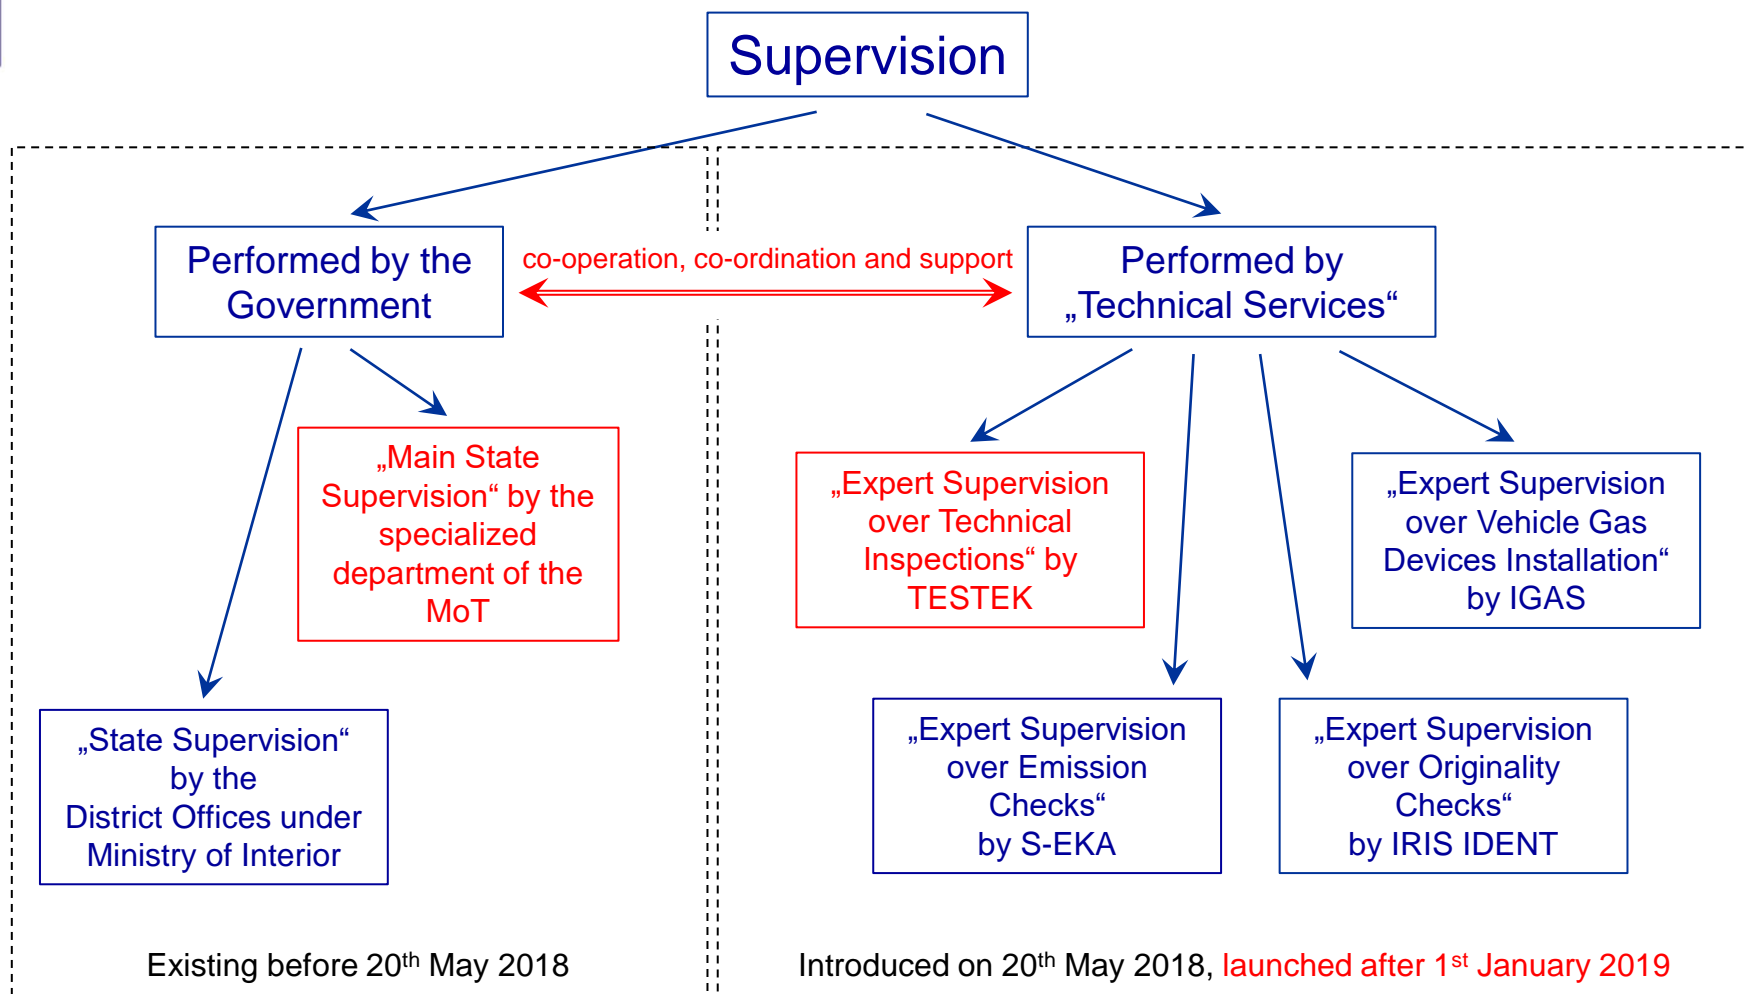 Supervision
Performed by the
Government
co-operation, co-ordination and support
Performed by
„Technical Services“
„Main State
Supervision“ by the
specialized
department of the
MoT
„Expert Supervision
over Technical
Inspections“ by
TESTEK
„Expert Supervision
over Vehicle Gas
Devices Installation“
by IGAS
„State Supervision“
by the
District Offices under
Ministry of Interior
„Expert Supervision
over Emission
Checks“
by S-EKA
„Expert Supervision
over Originality
Checks“
by IRIS IDENT
Existing before 20th May 2018
Introduced on 20th May 2018, launched after 1st January 2019